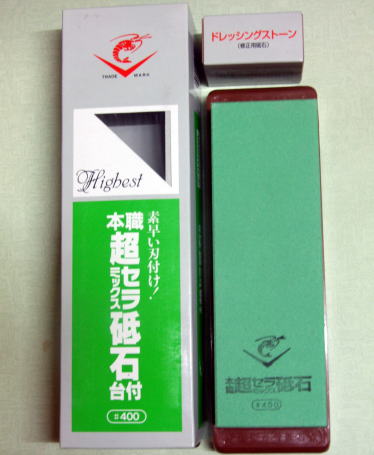 TRADE MARK
Highest
素早い刃付け!
本職
超セラミックス砥石
台付
#400
ドレッシングストーン
(修正用砥石)
本職
超セラ砥石
#400